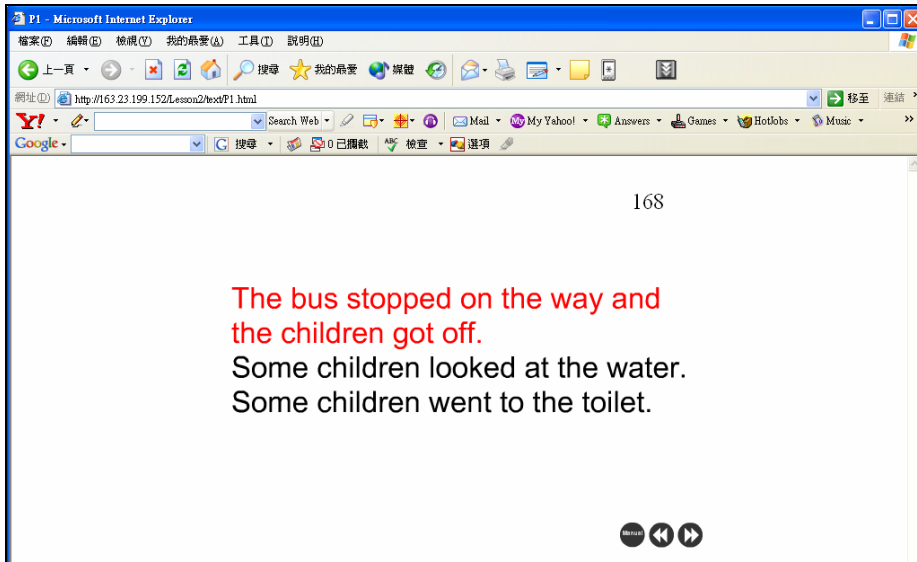 P1 - Microsoft Internet Explorer
檔案(F) 編輯(E) 檢視(V) 我的最愛(A) 工具(T) 説明(H)
上一頁 搜尋 我的最愛 媒體
網址(D) http://163.23.199.152/Lesson2/text/P1.html 移至 連結 »
Y! Search Web Mail My Yahoo! Answers Games HotJobs Music »
Google G 搜尋 0 已攔截 ABC 檢查 選項
168
The bus stopped on the way and
the children got off.
Some children looked at the water.
Some children went to the toilet.
Manual